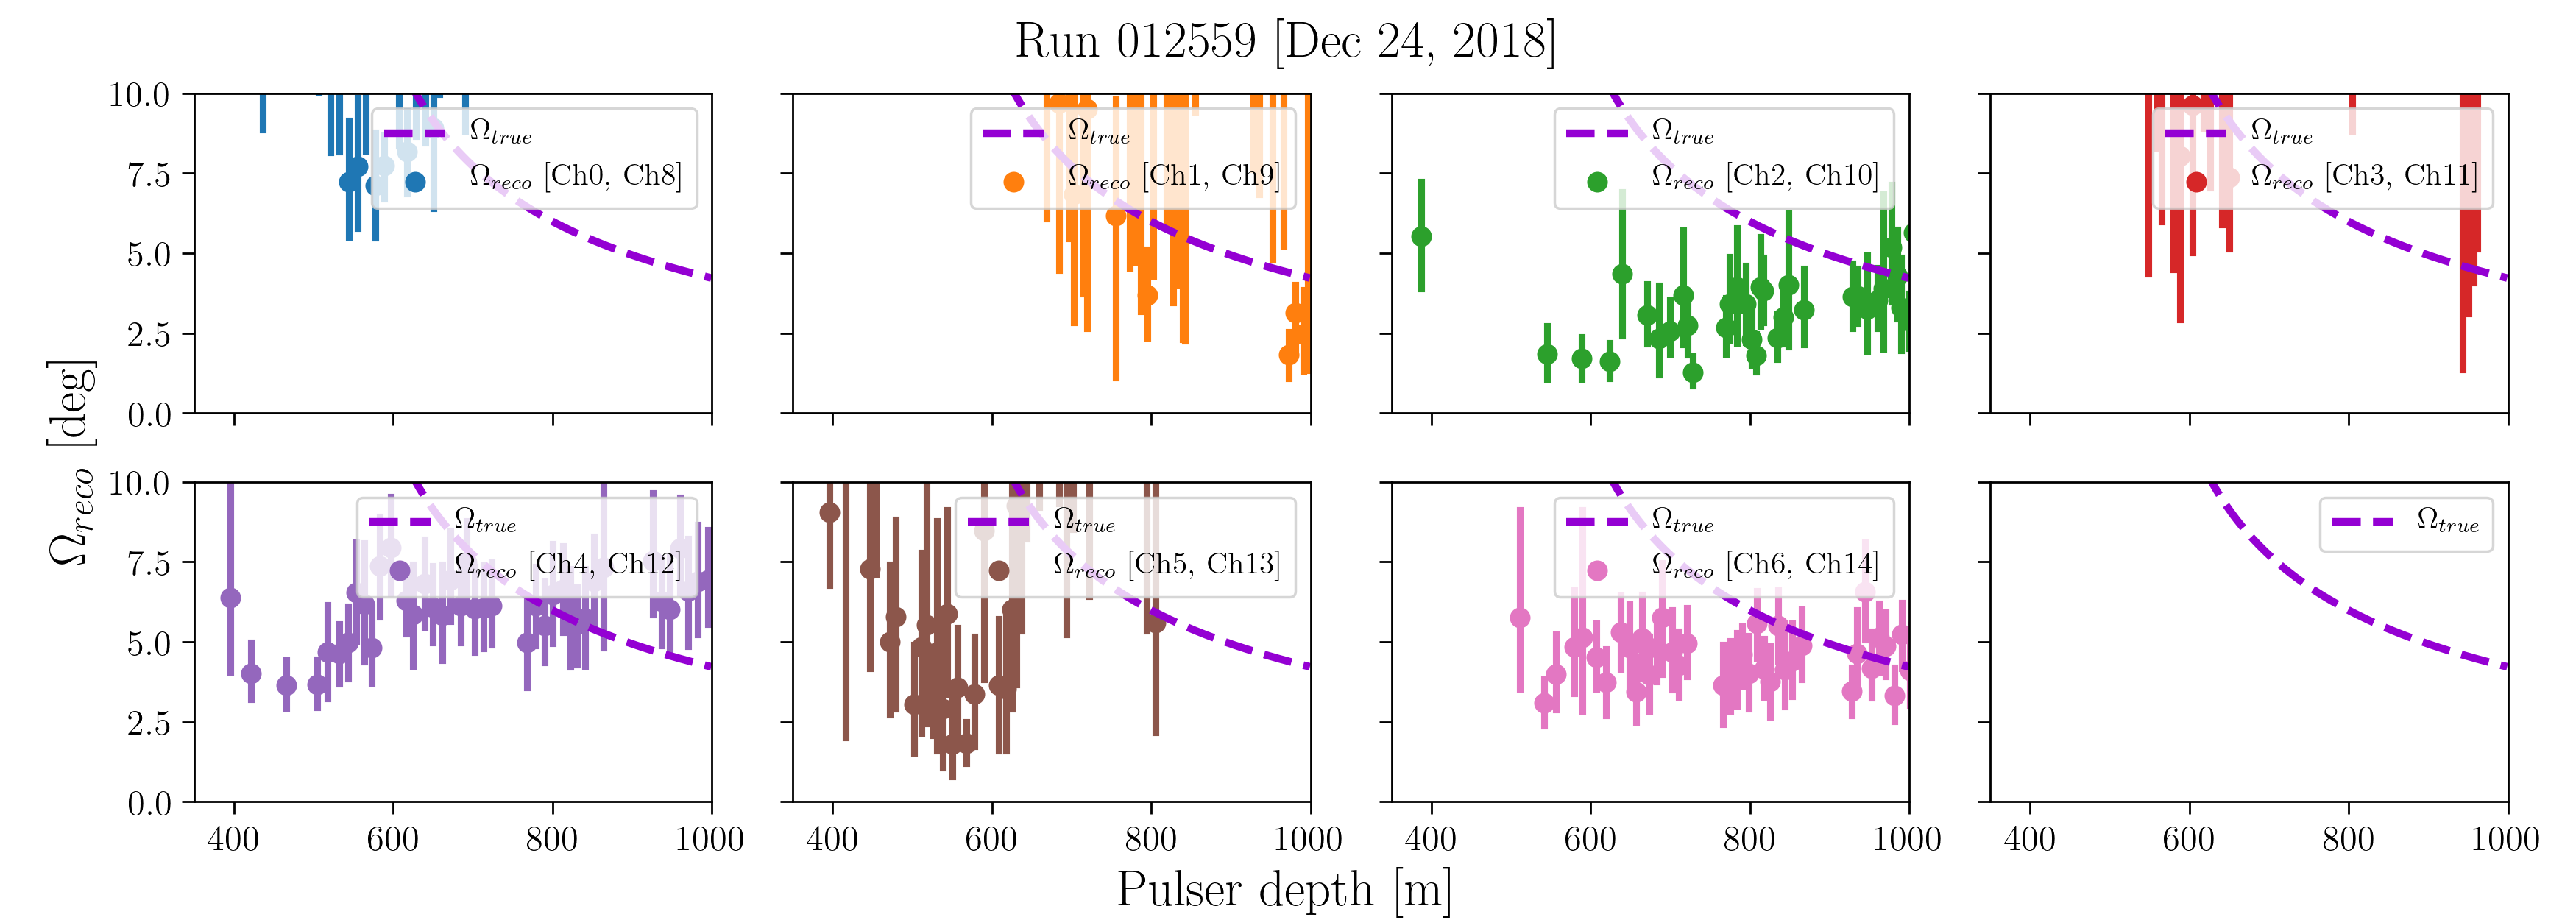 Run 012559 [Dec 24, 2018]
Ω_reco [deg]
10.0
7.5
5.0
2.5
0.0
Ω_true
Ω_reco [Ch0, Ch8]
Ω_true
Ω_reco [Ch1, Ch9]
Ω_true
Ω_reco [Ch2, Ch10]
Ω_true
Ω_reco [Ch3, Ch11]
10.0
7.5
5.0
2.5
0.0
Ω_true
Ω_reco [Ch4, Ch12]
Ω_true
Ω_reco [Ch5, Ch13]
Ω_true
Ω_reco [Ch6, Ch14]
Ω_true
400 600 800 1000
400 600 800 1000
400 600 800 1000
400 600 800 1000
Pulser depth [m]